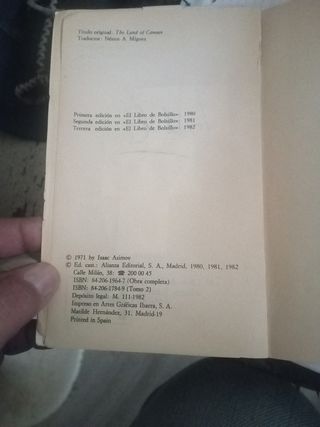 Título original: The Land of Canaan
Traductor: Néstor A. Míguez
Primera edición en «El Libro de Bolsillo»: 1980
Segunda edición en «El Libro de Bolsillo»: 1981
Tercera edición en «El Libro de Bolsillo»: 1982
© 1971 by Isaac Asimov
© Ed. cast.: Alianza Editorial, S. A., Madrid, 1980, 1981, 1982
Calle Milán, 38; ☎ 200 00 45
ISBN: 84-206-1964-7 (Obra completa)
ISBN: 84-206-1784-9 (Tomo 2)
Depósito legal: M. 111-1982
Impreso en Artes Gráficas Ibarra, S. A.
Matilde Hernández, 31. Madrid-19
Printed in Spain